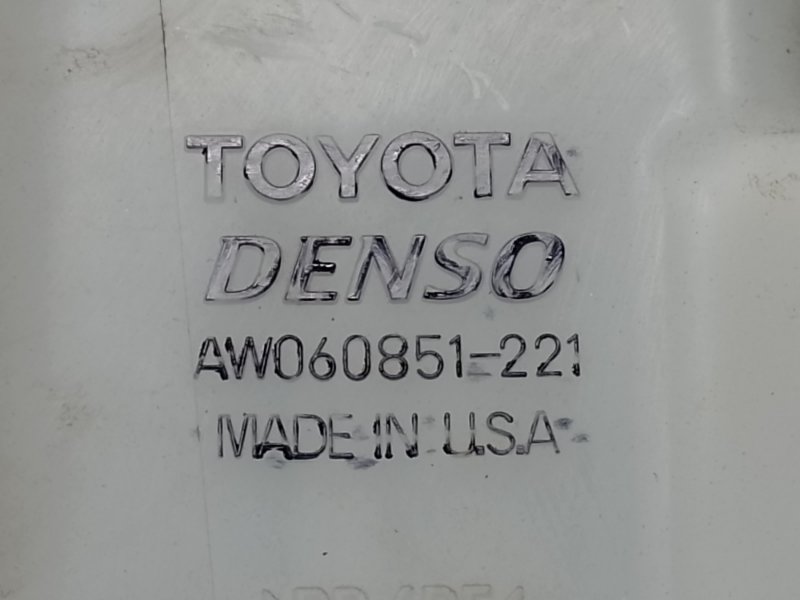 TOYOTA
DENSO
AW060851-221
MADE IN U.S.A